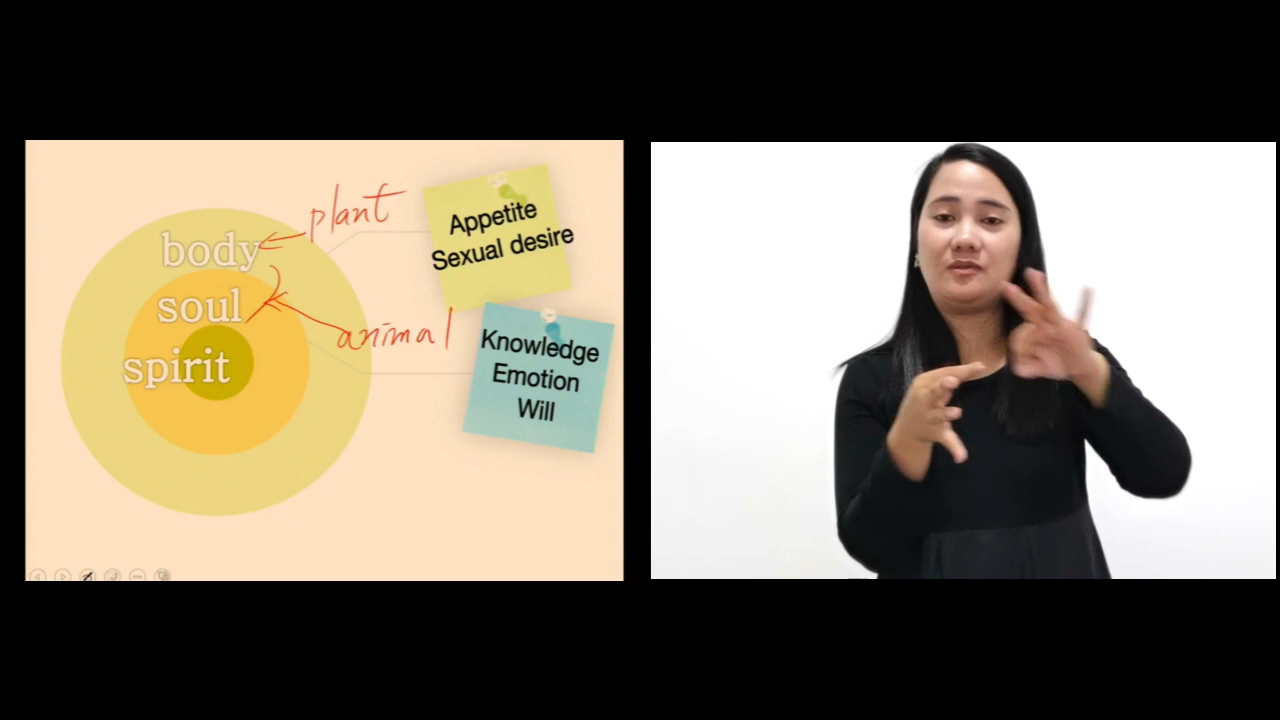 body
soul
spirit
plant
animal
Appetite
Sexual desire
Knowledge
Emotion
Will